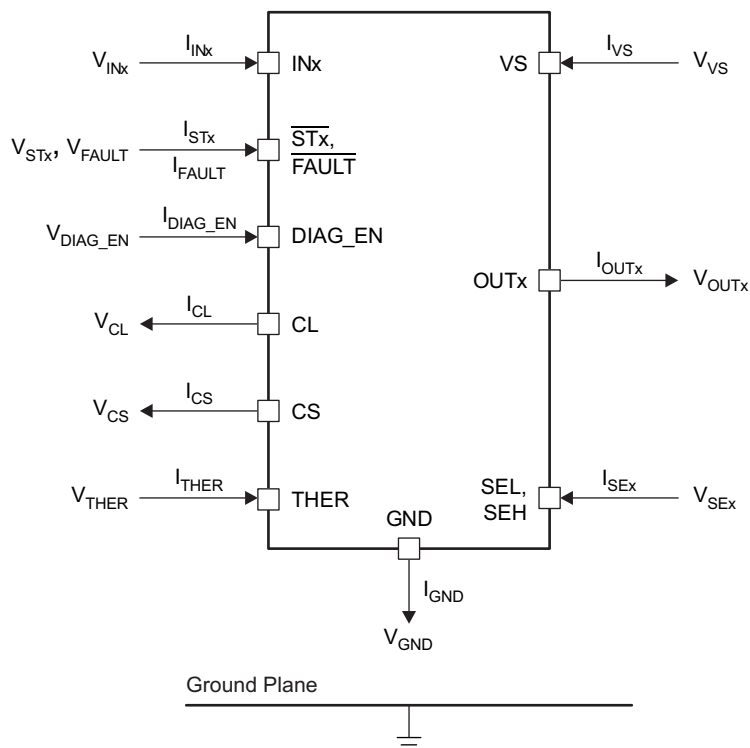 V_INx I_INx INx
VS I_VS V_VS
V_STx, V_FAULT I_STx I_FAULT
STx,
FAULT
V_DIAG_EN I_DIAG_EN DIAG_EN
OUTx I_OUTx V_OUTx
V_CL I_CL CL
V_CS I_CS CS
V_THER I_THER THER
SEL,
SEH
I_SEx V_SEx
GND
I_GND
V_GND
Ground Plane